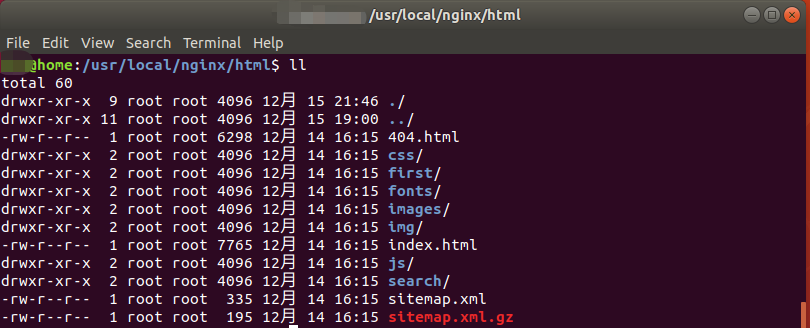 /usr/local/nginx/html
File Edit View Search Terminal Help
@home:/usr/local/nginx/html$ ll
total 60
drwxr-xr-x  9 root root 4096 12月 15 21:46 ./
drwxr-xr-x 11 root root 4096 12月 15 19:00 ../
-rw-r--r--  1 root root 6298 12月 14 16:15 404.html
drwxr-xr-x  2 root root 4096 12月 14 16:15 css/
drwxr-xr-x  2 root root 4096 12月 14 16:15 first/
drwxr-xr-x  2 root root 4096 12月 14 16:15 fonts/
drwxr-xr-x  2 root root 4096 12月 14 16:15 images/
drwxr-xr-x  2 root root 4096 12月 14 16:15 img/
-rw-r--r--  1 root root 7765 12月 14 16:15 index.html
drwxr-xr-x  2 root root 4096 12月 14 16:15 js/
drwxr-xr-x  2 root root 4096 12月 14 16:15 search/
-rw-r--r--  1 root root  335 12月 14 16:15 sitemap.xml
-rw-r--r--  1 root root  195 12月 14 16:15 sitemap.xml.gz